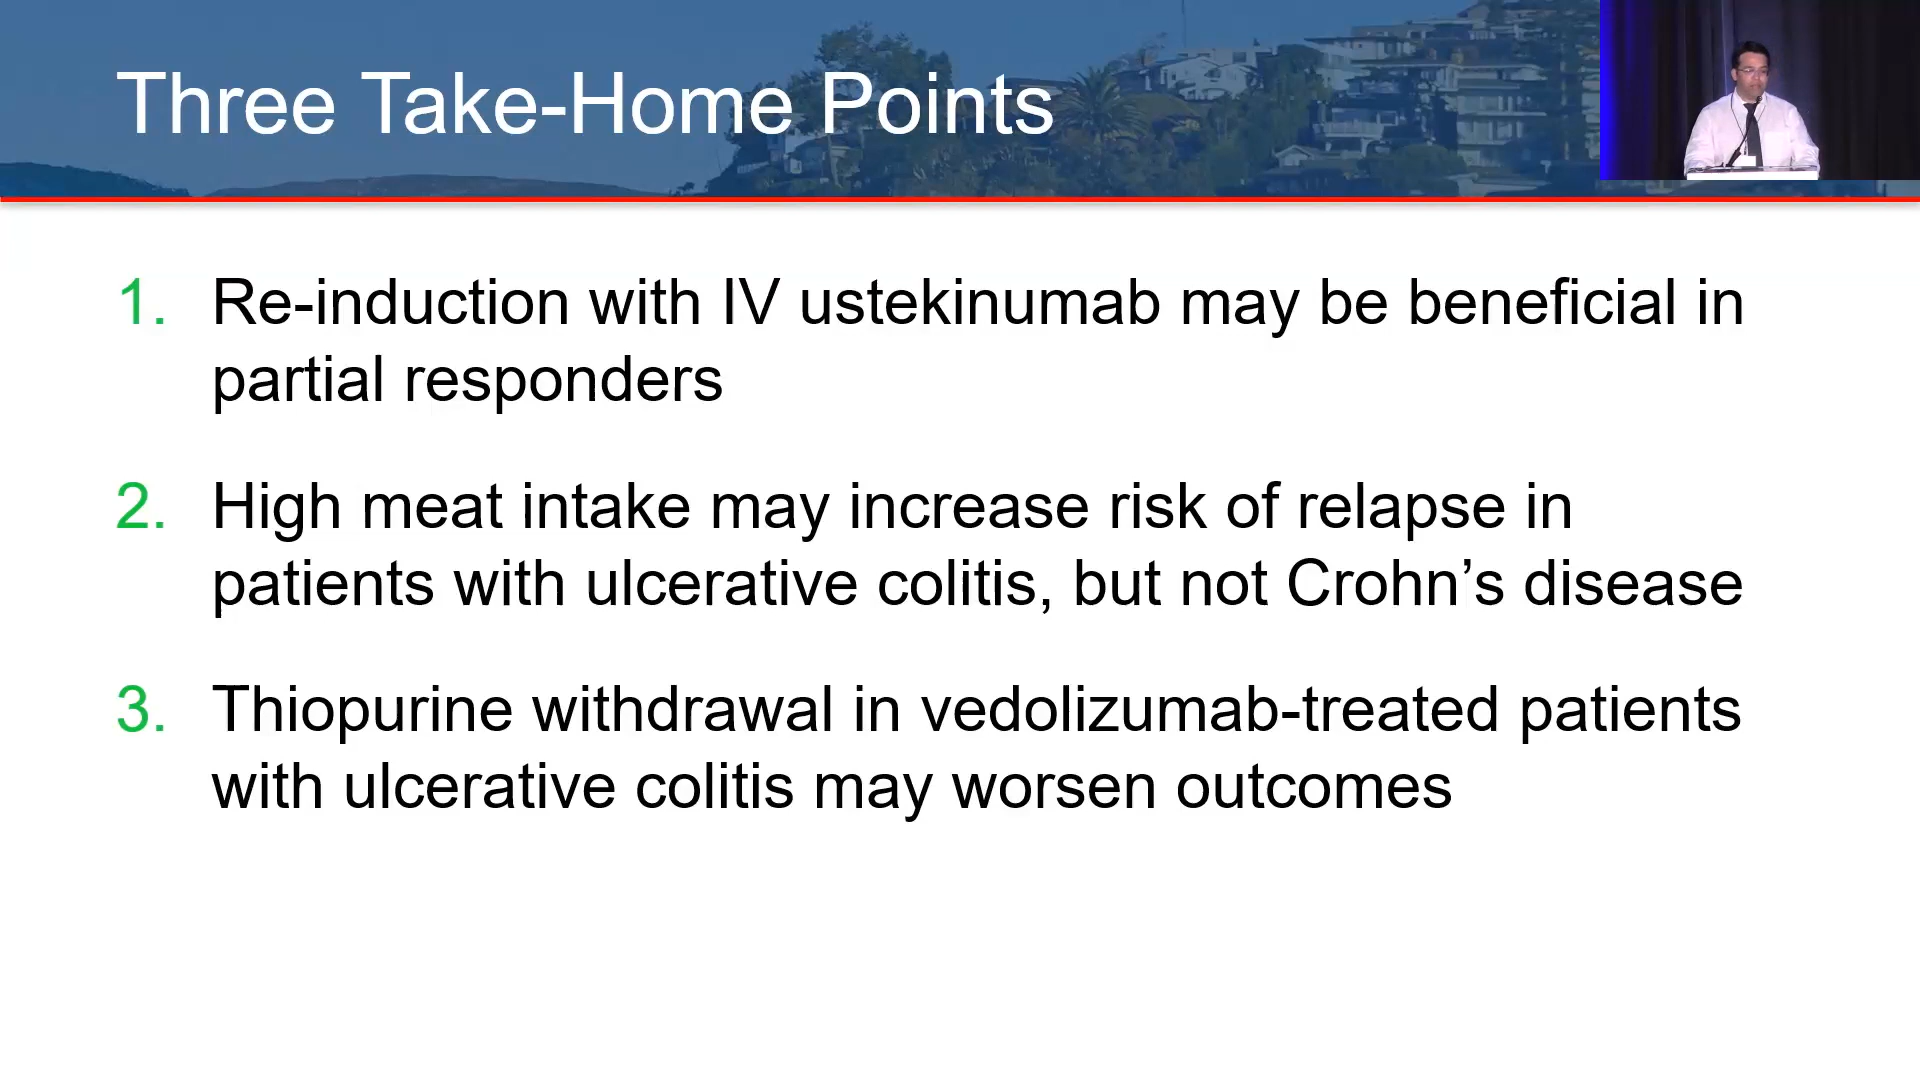 Three Take-Home Points
1. Re-induction with IV ustekinumab may be beneficial in
partial responders
2. High meat intake may increase risk of relapse in
patients with ulcerative colitis, but not Crohn’s disease
3. Thiopurine withdrawal in vedolizumab-treated patients
with ulcerative colitis may worsen outcomes